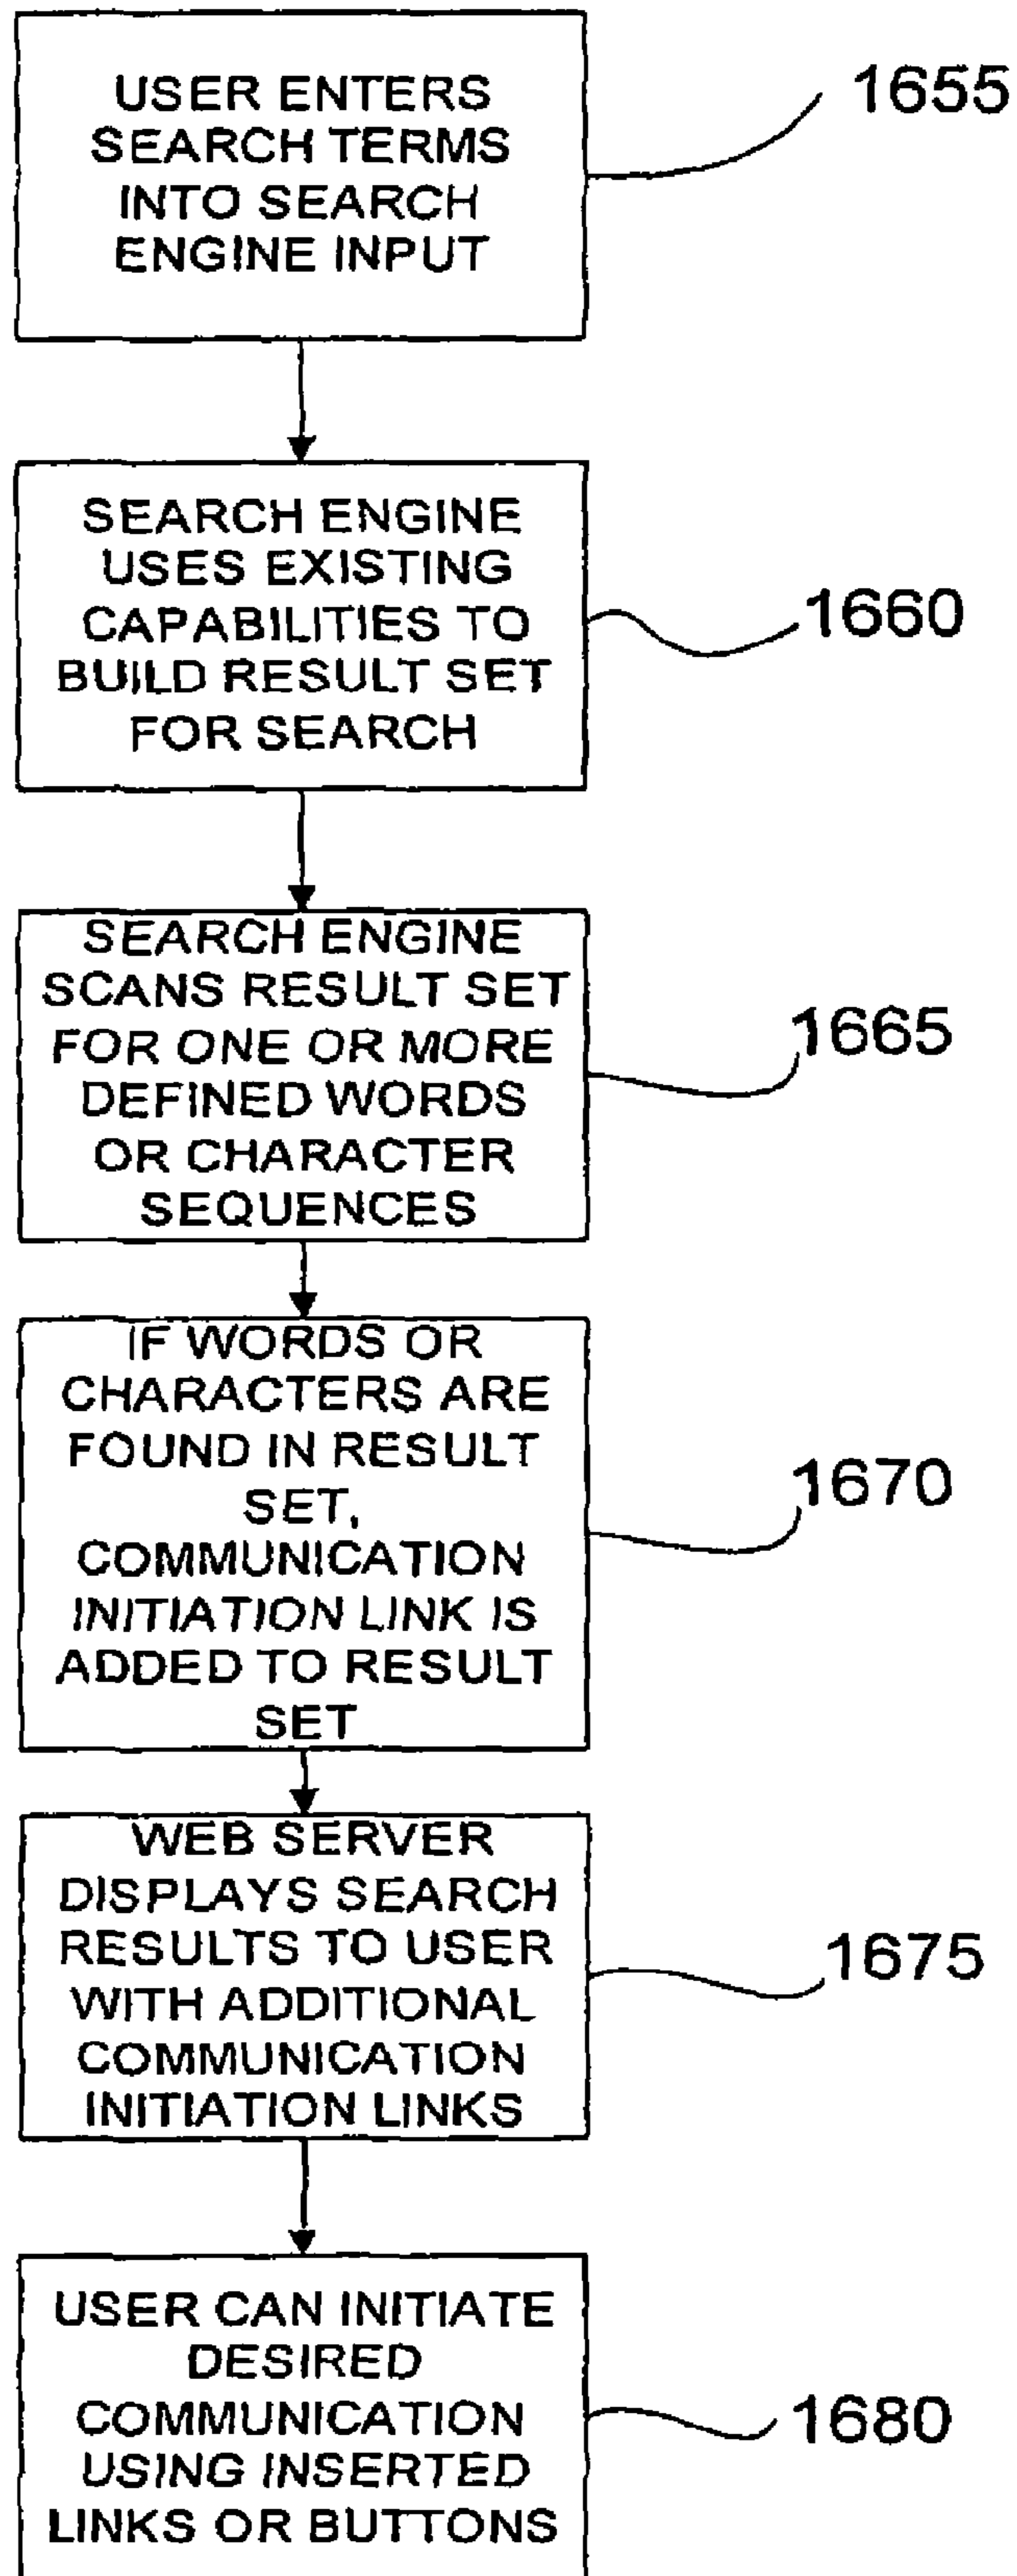 USER ENTERS
SEARCH TERMS
INTO SEARCH
ENGINE INPUT
1655
SEARCH ENGINE
USES EXISTING
CAPABILITIES TO
BUILD RESULT SET
FOR SEARCH
1660
SEARCH ENGINE
SCANS RESULT SET
FOR ONE OR MORE
DEFINED WORDS
OR CHARACTER
SEQUENCES
1665
IF WORDS OR
CHARACTERS ARE
FOUND IN RESULT
SET,
COMMUNICATION
INITIATION LINK IS
ADDED TO RESULT
SET
1670
WEB SERVER
DISPLAYS SEARCH
RESULTS TO USER
WITH ADDITIONAL
COMMUNICATION
INITIATION LINKS
1675
USER CAN INITIATE
DESIRED
COMMUNICATION
USING INSERTED
LINKS OR BUTTONS
1680